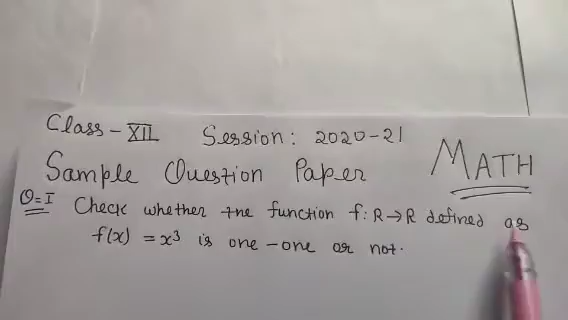 Class - XII Session: 2020-21
Sample Question Paper MATH
Q=I Check whether the function f: R→R defined as
f(x) = x³ is one-one or not.